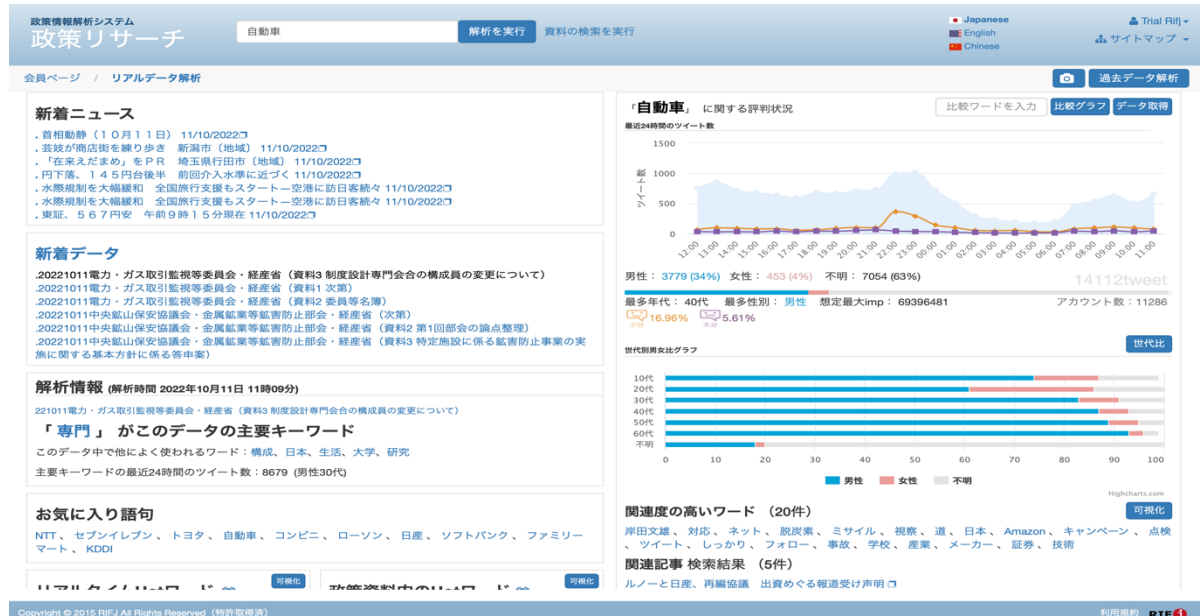 政策情報解析システム
政策リサーチ
自動車
解析を実行
資料の検索を実行
Japanese
English
Chinese
Trial Rifj
サイトマップ
会員ページ / リアルデータ解析
過去データ解析
新着ニュース
. 首相動静（１０月１１日） 11/10/2022
. 芸妓が商店街を練り歩き 新潟市〔地域〕 11/10/2022
. 「在来えだまめ」をＰＲ 埼玉県行田市〔地域〕 11/10/2022
. 円下落、１４５円台後半 前回介入水準に近づく 11/10/2022
. 水際規制を大幅緩和 全国旅行支援もスタート―空港に訪日客続々 11/10/2022
. 水際規制を大幅緩和 全国旅行支援もスタート―空港に訪日客続々 11/10/2022
. 東証、５６７円安 午前９時１５分現在 11/10/2022
新着データ
.20221011電力・ガス取引監視等委員会・経産省（資料3 制度設計専門会合の構成員の変更について）
.20221011電力・ガス取引監視等委員会・経産省（資料1 次第）
.20221011電力・ガス取引監視等委員会・経産省（資料2 委員等名簿）
.20221011中央鉱山保安協議会・金属鉱業等鉱害防止部会・経産省（次第）
.20221011中央鉱山保安協議会・金属鉱業等鉱害防止部会・経産省（資料2 第1回部会の論点整理）
.20221011中央鉱山保安協議会・金属鉱業等鉱害防止部会・経産省（資料3 特定施設に係る鉱害防止事業の実
施に関する基本方針に係る答申案）
解析情報 (解析時間 2022年10月11日 11時09分)
221011電力・ガス取引監視等委員会・経産省（資料3 制度設計専門会合の構成員の変更について）
「 専門 」 がこのデータの主要キーワード
このデータ中で他によく使われるワード：構成、日本、生活、大学、研究
主要キーワードの最近24時間のツイート数：8679 (男性30代)
お気に入り語句
NTT 、 セブンイレブン 、 トヨタ 、 自動車 、 コンビニ 、 ローソン 、 日産 、 ソフトバンク 、 ファミリー
マート 、 KDDI
可視化
可視化
「自動車」 に関する評判状況
比較ワードを入力
比較グラフ
データ取得
最近24時間のツイート数
ツイート数
1500
1000
500
0
12:00 13:00 14:00 15:00 16:00 17:00 18:00 19:00 20:00 21:00 22:00 23:00 00:00 01:00 02:00 03:00 04:00 05:00 06:00 07:00 08:00 09:00 10:00 11:00
男性： 3779 (34%) 女性： 453 (4%) 不明： 7054 (63%)
14112tweet
最多年代： 40代 最多性別： 男性 想定最大imp： 69396481
アカウント数：11286
16.96%
5.61%
世代別男女比グラフ
世代比
10代
20代
30代
40代
50代
60代
不明
0 10 20 30 40 50 60 70 80 90 100
男性 女性 不明
Highcharts.com
関連度の高いワード （20件）
可視化
岸田文雄 、 対応 、 ネット 、 脱炭素 、 ミサイル 、 視察 、 道 、 日本 、 Amazon 、 キャンペーン 、 点検
、 ツイート 、 しっかり 、 フォロー 、 事故 、 学校 、 産業 、 メーカー 、 証券 、 技術
関連記事 検索結果 （5件）
ルノーと日産、再編協議 出資めぐる報道受け声明
Copyright © 2015 RIFJ All Rights Reserved（特許取得済）
利用規約